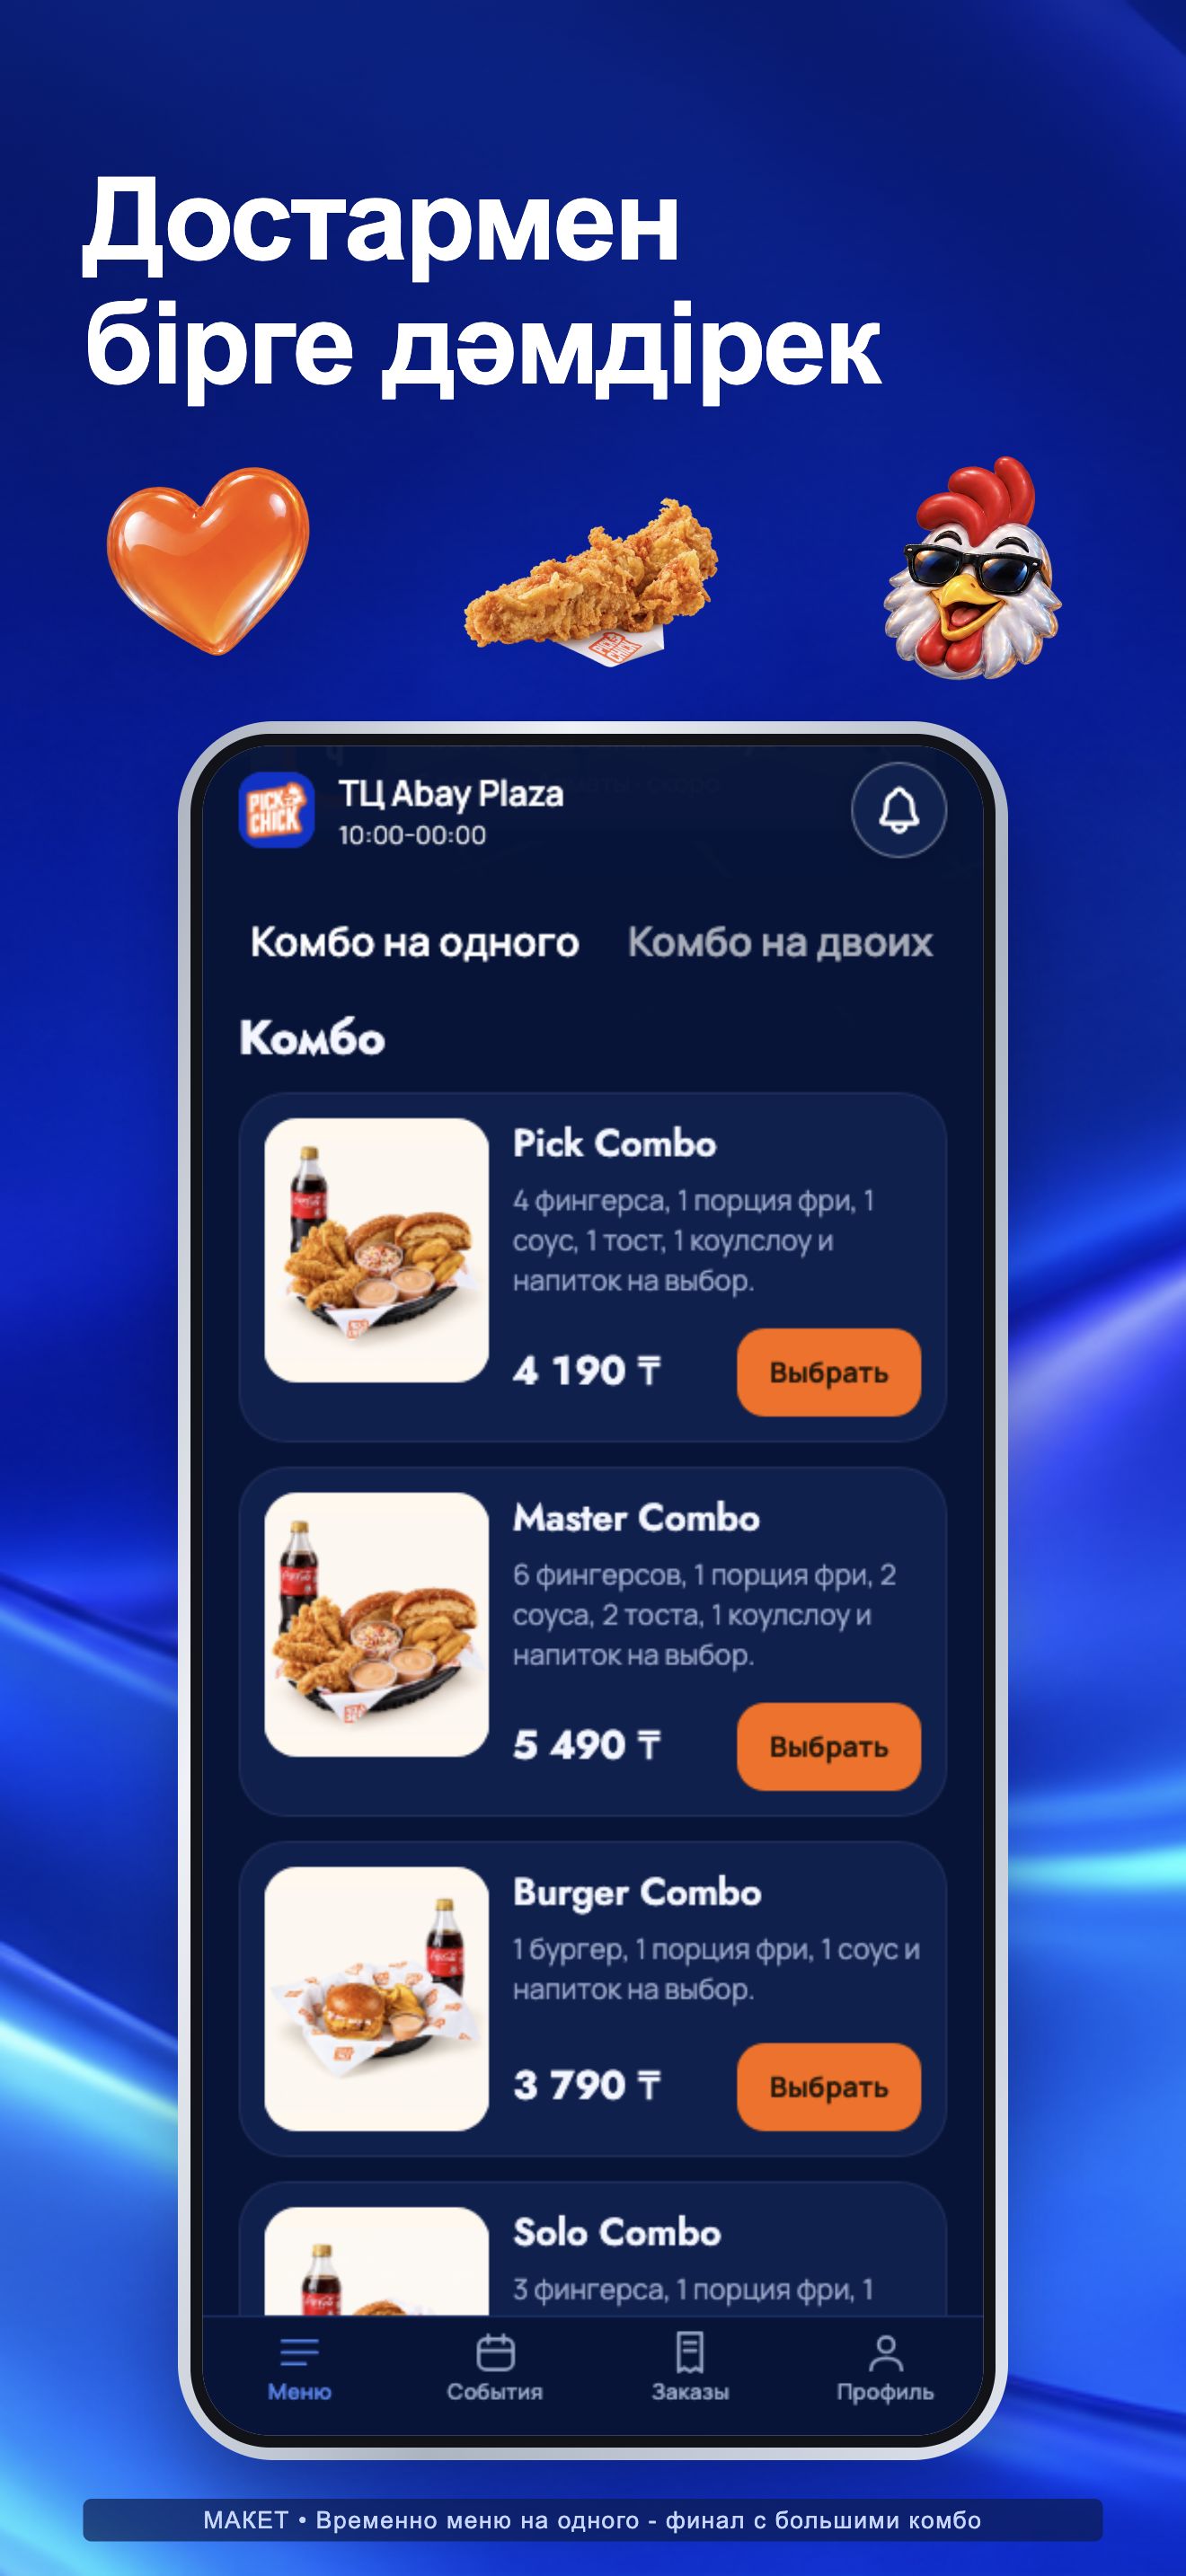 Достармен
бірге дәмдірек
PICK
CHICK
ТЦ Abay Plaza
10:00-00:00
Комбо на одного
Комбо на двоих
Комбо
Pick Combo
4 фингерса, 1 порция фри, 1
соус, 1 тост, 1 коулслоу и
напиток на выбор.
4 190 ₸
Выбрать
Master Combo
6 фингерсов, 1 порция фри, 2
соуса, 2 тоста, 1 коулслоу и
напиток на выбор.
5 490 ₸
Выбрать
Burger Combo
1 бургер, 1 порция фри, 1 соус и
напиток на выбор.
3 790 ₸
Выбрать
Solo Combo
3 фингерса, 1 порция фри, 1
Меню
События
Заказы
Профиль
МАКЕТ • Временно меню на одного - финал с большими комбо